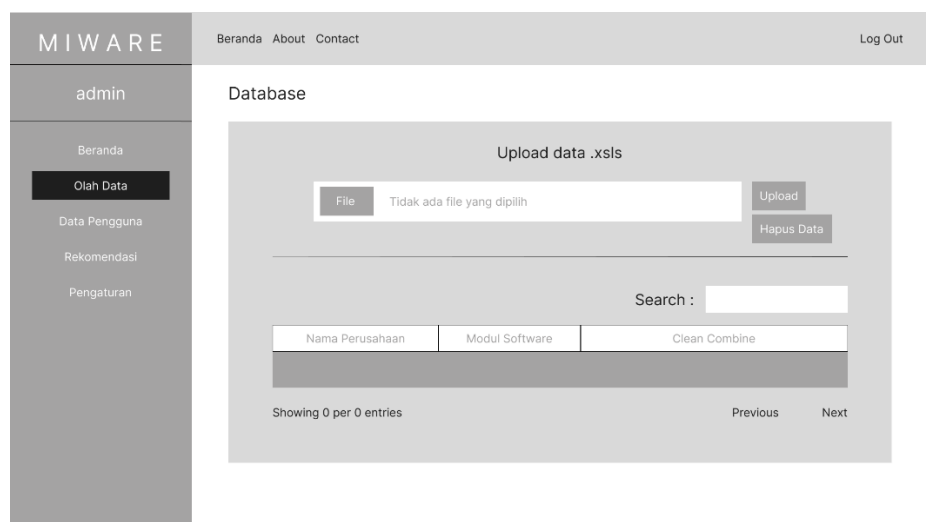 MIWARE
Beranda About Contact
Log Out
admin
Beranda
Olah Data
Data Pengguna
Rekomendasi
Pengaturan
Database
Upload data .xsls
File
Tidak ada file yang dipilih
Upload
Hapus Data
Search :
Nama Perusahaan Modul Software Clean Combine
Showing 0 per 0 entries
Previous Next